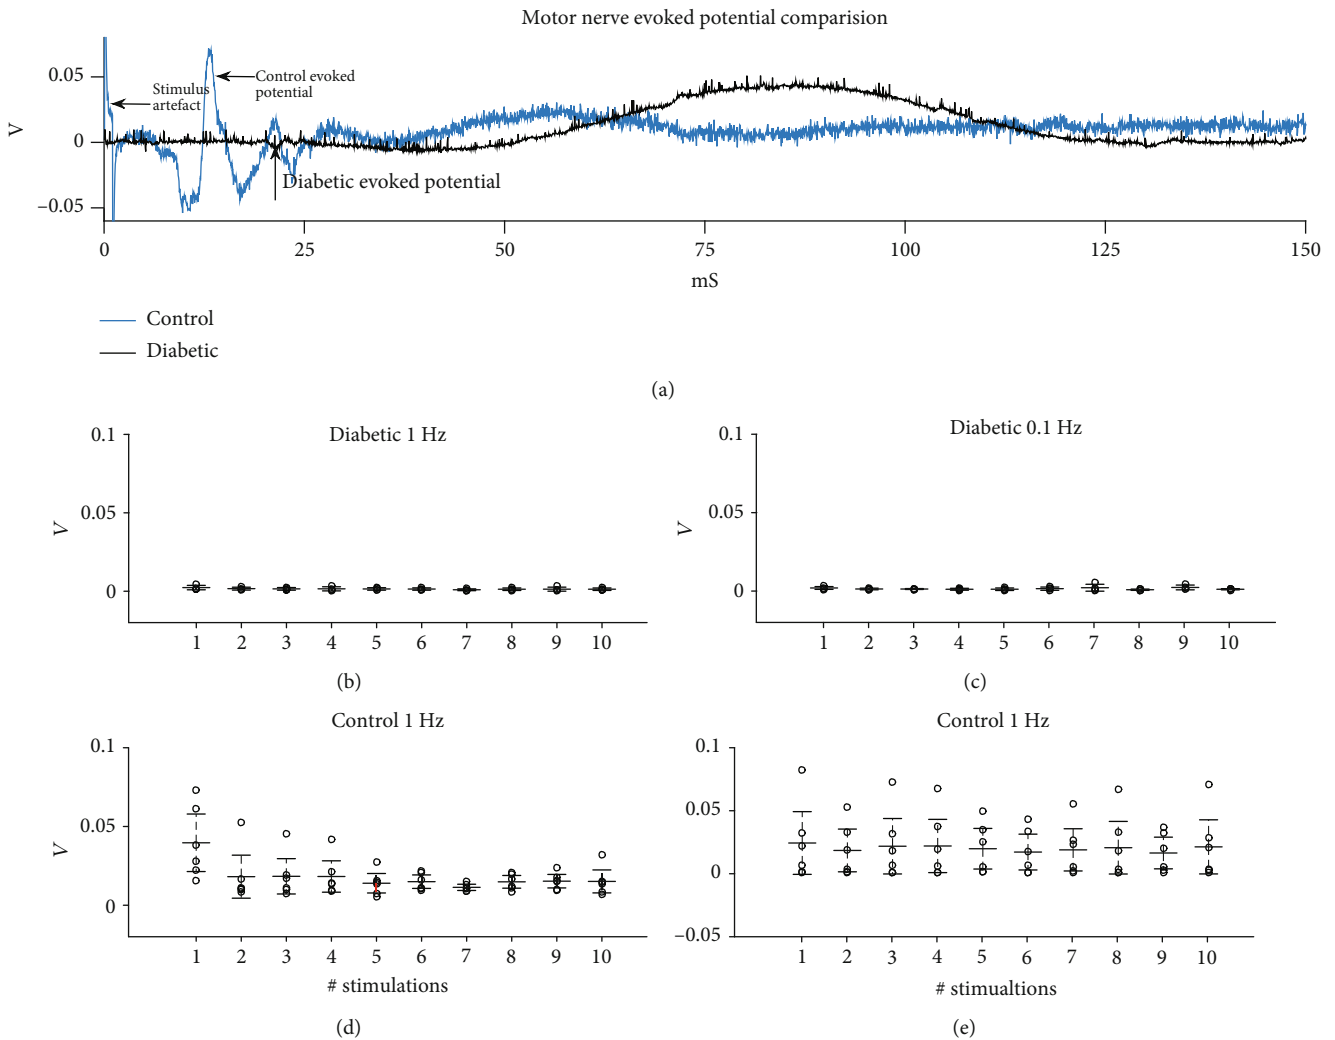 Motor nerve evoked potential comparision
V
0.05
0
–0.05
Stimulus
artefact
Control evoked
potential
Diabetic evoked potential
0 25 50 75 100 125 150
mS
Control
Diabetic
(a)
Diabetic 1 Hz
V
0.1
0.05
0
1 2 3 4 5 6 7 8 9 10
(b)
Diabetic 0.1 Hz
V
0.1
0.05
0
1 2 3 4 5 6 7 8 9 10
(c)
Control 1 Hz
V
0.1
0.05
0
1 2 3 4 5 6 7 8 9 10
# stimulations
(d)
Control 1 Hz
0.1
0.05
0
–0.05
1 2 3 4 5 6 7 8 9 10
# stimualtions
(e)